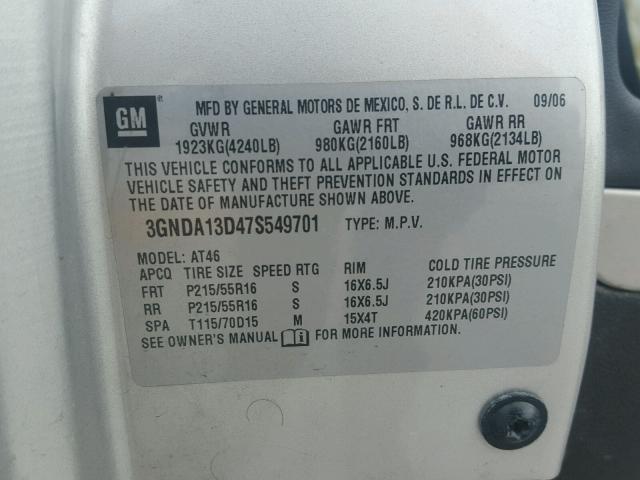 GM
MFD BY GENERAL MOTORS DE MEXICO, S. DE R.L. DE C.V. 09/06
GVWR GAWR FRT GAWR RR
1923KG(4240LB) 980KG(2160LB) 968KG(2134LB)
THIS VEHICLE CONFORMS TO ALL APPLICABLE U.S. FEDERAL MOTOR
VEHICLE SAFETY AND THEFT PREVENTION STANDARDS IN EFFECT ON
THE DATE OF MANUFACTURE SHOWN ABOVE.
3GNDA13D47S549701 TYPE: M.P.V.
MODEL: AT46
APCQ TIRE SIZE SPEED RTG RIM COLD TIRE PRESSURE
FRT P215/55R16 S 16X6.5J 210KPA(30PSI)
RR P215/55R16 S 16X6.5J 210KPA(30PSI)
SPA T115/70D15 M 15X4T 420KPA(60PSI)
SEE OWNER'S MANUAL i FOR MORE INFORMATION.